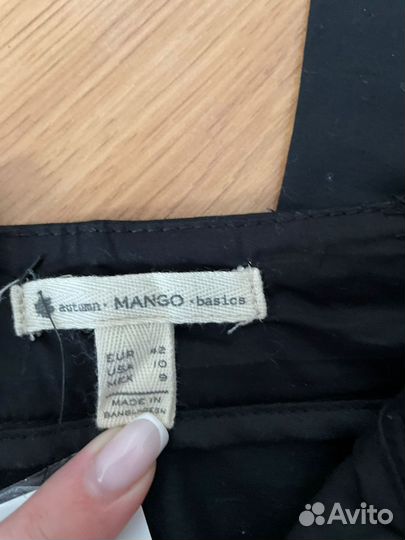 autumn · MANGO · basics
EUR 42
USA 10
MEX 9
MADE IN
BANGLADESH
Avito